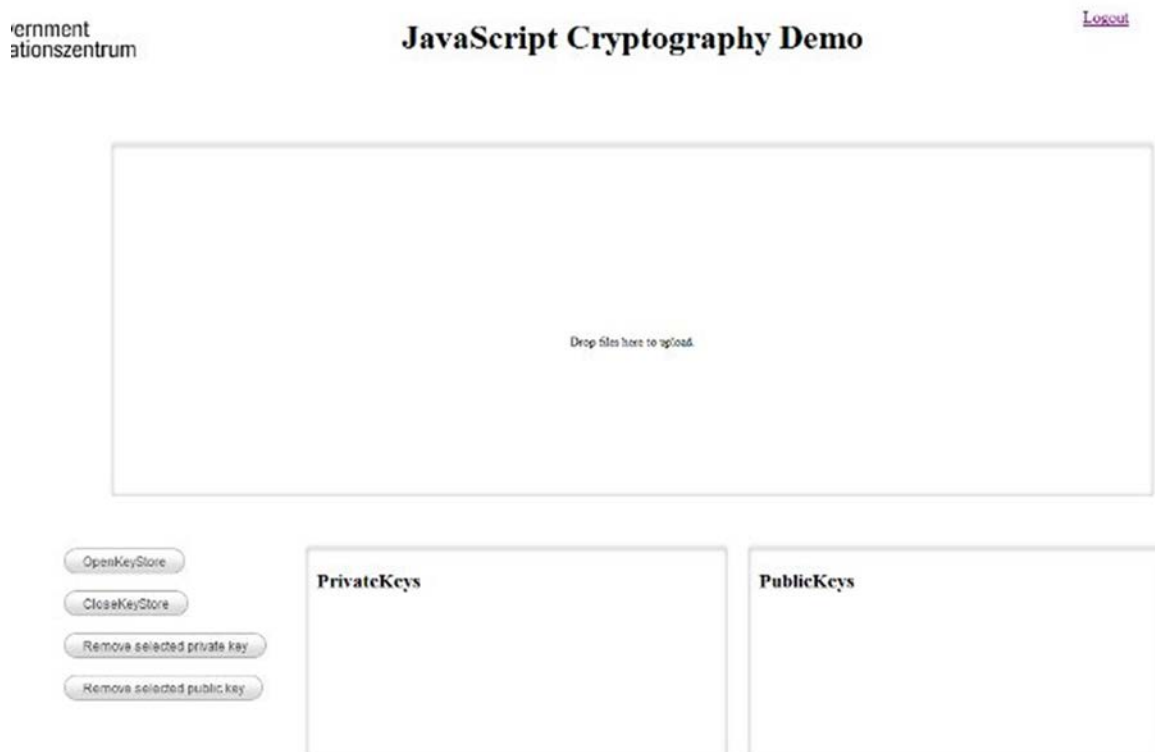 ernment
ationszentrum
JavaScript Cryptography Demo
Logout
Drop files here to upload.
OpenKeyStore
CloseKeyStore
Remove selected private key
Remove selected public key
PrivateKeys
PublicKeys